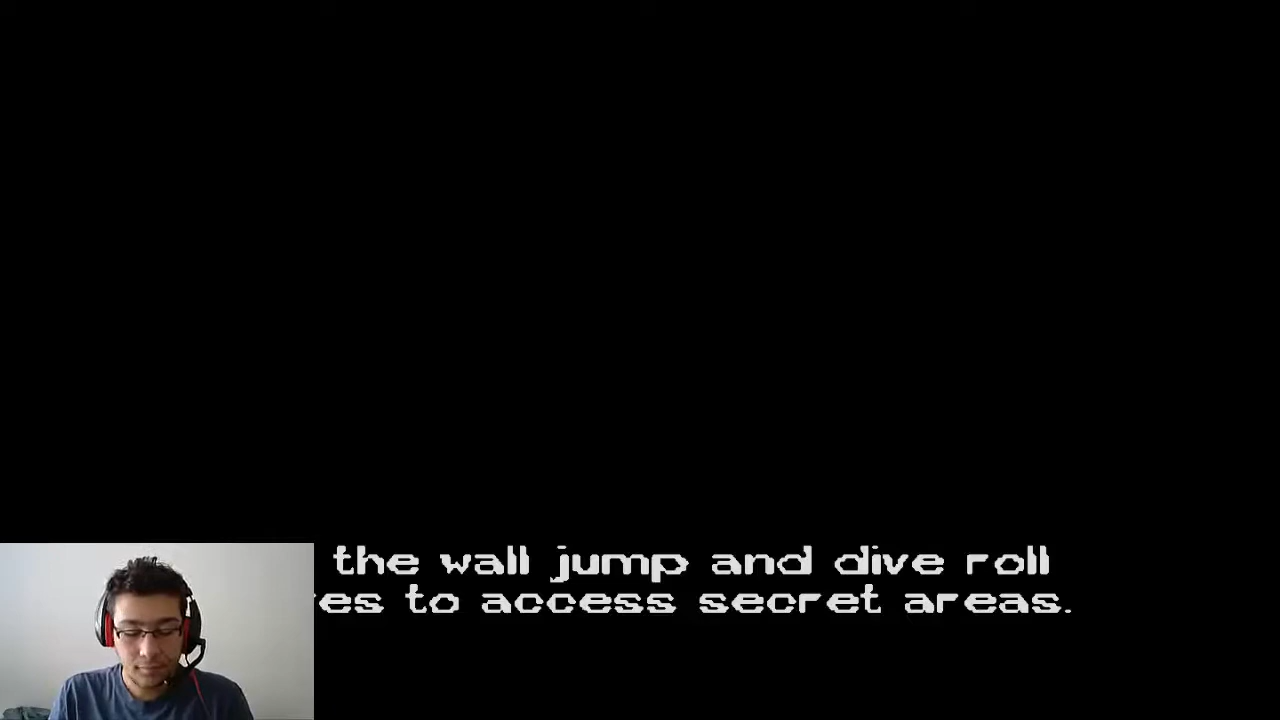 the wall jump and dive roll
to access secret areas.